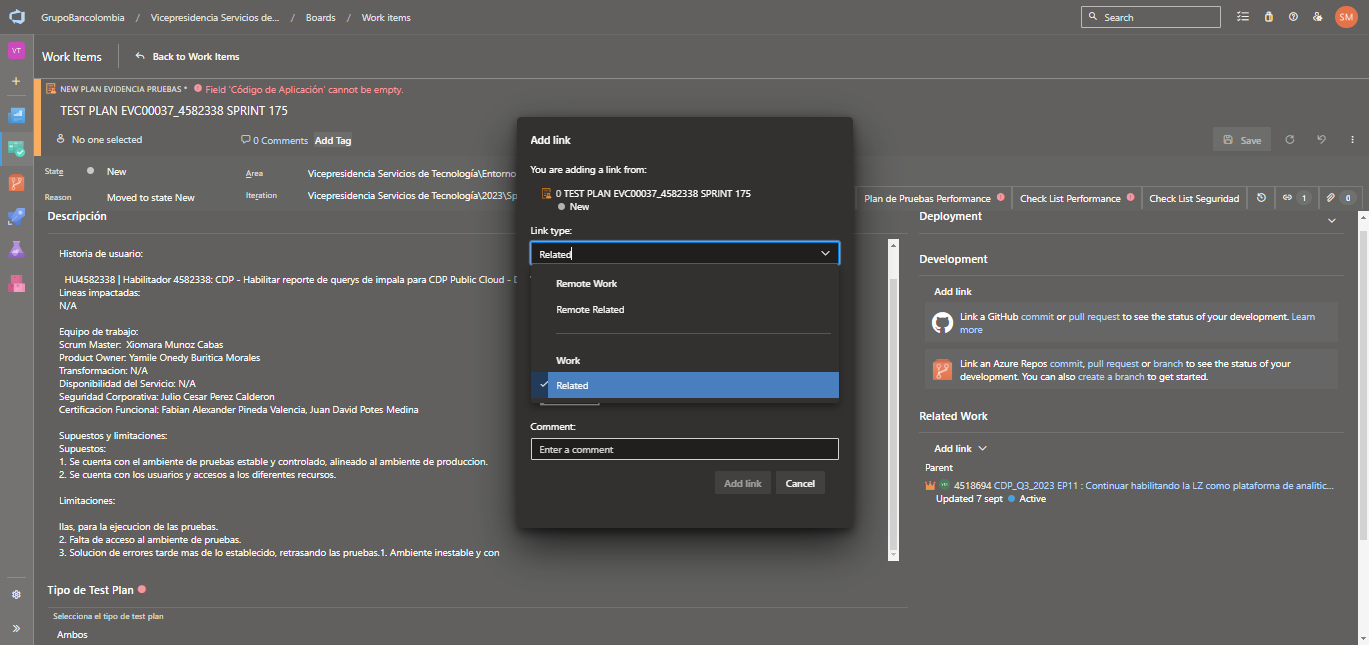 GrupoBancolombia / Vicepresidencia Servicios de... / Boards / Work items
Search
SM
VT
Work Items
Back to Work Items
NEW PLAN EVIDENCIA PRUEBAS * Field 'Código de Aplicación' cannot be empty.
TEST PLAN EVC00037_4582338 SPRINT 175
No one selected
0 Comments
Add Tag
Save
State
New
Area
Vicepresidencia Servicios de Tecnología\Entorno
Reason
Moved to state New
Iteration
Vicepresidencia Servicios de Tecnología\2023\Sp
Plan de Pruebas Performance
Check List Performance
Check List Seguridad
1
0
Descripción
Historia de usuario:
HU4582338 | Habilitador 4582338: CDP - Habilitar reporte de querys de impala para CDP Public Cloud - D
Lineas impactadas:
N/A
Equipo de trabajo:
Scrum Master: Xiomara Munoz Cabas
Product Owner: Yamile Onedy Buritica Morales
Transformacion: N/A
Disponibilidad del Servicio: N/A
Seguridad Corporativa: Julio Cesar Perez Calderon
Certificacion Funcional: Fabian Alexander Pineda Valencia, Juan David Potes Medina
Supuestos y limitaciones:
Supuestos:
1. Se cuenta con el ambiente de pruebas estable y controlado, alineado al ambiente de produccion.
2. Se cuenta con los usuarios y accesos a los diferentes recursos.
Limitaciones:
llas, para la ejecucion de las pruebas.
2. Falta de acceso al ambiente de pruebas.
3. Solucion de errores tarde mas de lo establecido, retrasando las pruebas.1. Ambiente inestable y con
Tipo de Test Plan
Selecciona el tipo de test plan
Ambos
Add link
You are adding a link from:
0 TEST PLAN EVC00037_4582338 SPRINT 175
New
Link type:
Related
Remote Work
Remote Related
Work
Related
Comment:
Enter a comment
Add link
Cancel
Deployment
Development
Add link
Link a GitHub commit or pull request to see the status of your development. Learn
more
Link an Azure Repos commit, pull request or branch to see the status of your
development. You can also create a branch to get started.
Related Work
Add link
Parent
4518694 CDP_Q3_2023 EP11 : Continuar habilitando la LZ como plataforma de analitic...
Updated 7 sept Active